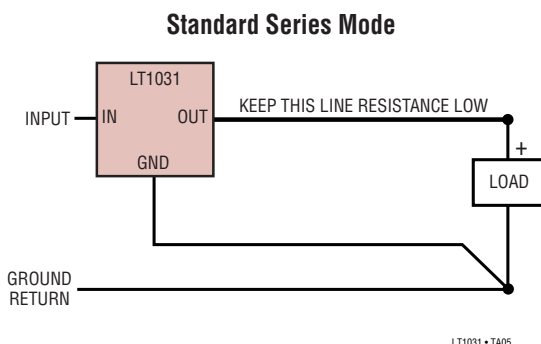 Standard Series Mode
LT1031
INPUT
IN
OUT
KEEP THIS LINE RESISTANCE LOW
GND
+
LOAD
GROUND
RETURN
LT1031 • TA05